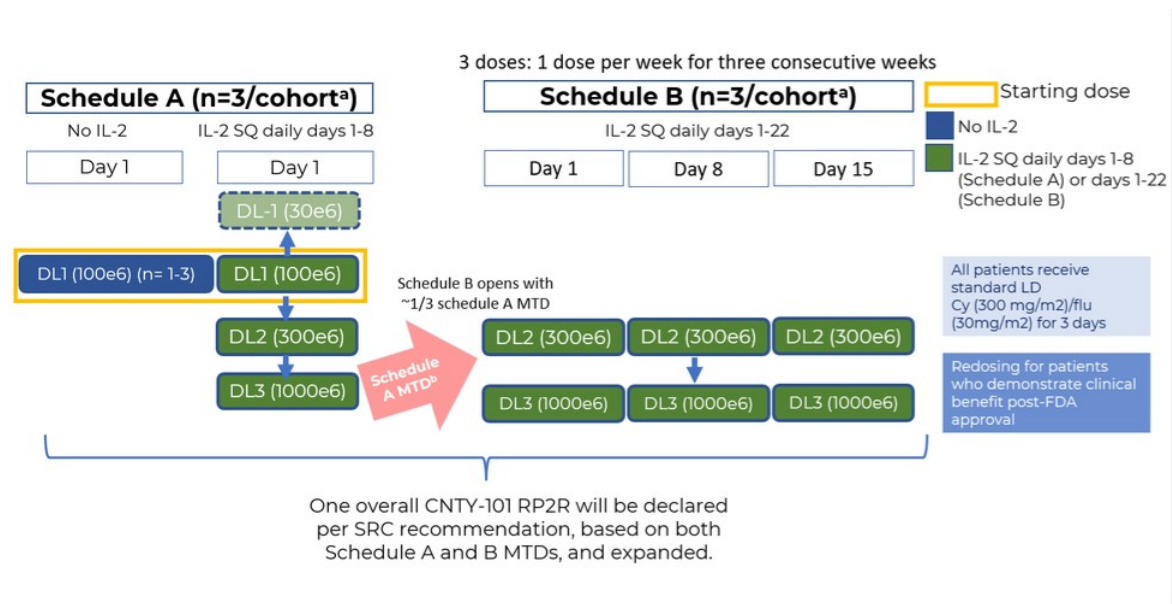 3 doses: 1 dose per week for three consecutive weeks
Schedule A (n=3/cohortᵃ)
No IL-2
IL-2 SQ daily days 1-8
Day 1
Day 1
DL-1 (30e6)
DL1 (100e6) (n= 1-3)
DL1 (100e6)
DL2 (300e6)
DL3 (1000e6)
Schedule
A MTDᵇ
Schedule B opens with
~1/3 schedule A MTD
Schedule B (n=3/cohortᵃ)
IL-2 SQ daily days 1-22
Day 1
Day 8
Day 15
DL2 (300e6)
DL2 (300e6)
DL2 (300e6)
DL3 (1000e6)
DL3 (1000e6)
DL3 (1000e6)
Starting dose
No IL-2
IL-2 SQ daily days 1-8
(Schedule A) or days 1-22
(Schedule B)
All patients receive
standard LD
Cy (300 mg/m2)/flu
(30mg/m2) for 3 days
Redosing for patients
who demonstrate clinical
benefit post-FDA
approval
One overall CNTY-101 RP2R will be declared
per SRC recommendation, based on both
Schedule A and B MTDs, and expanded.